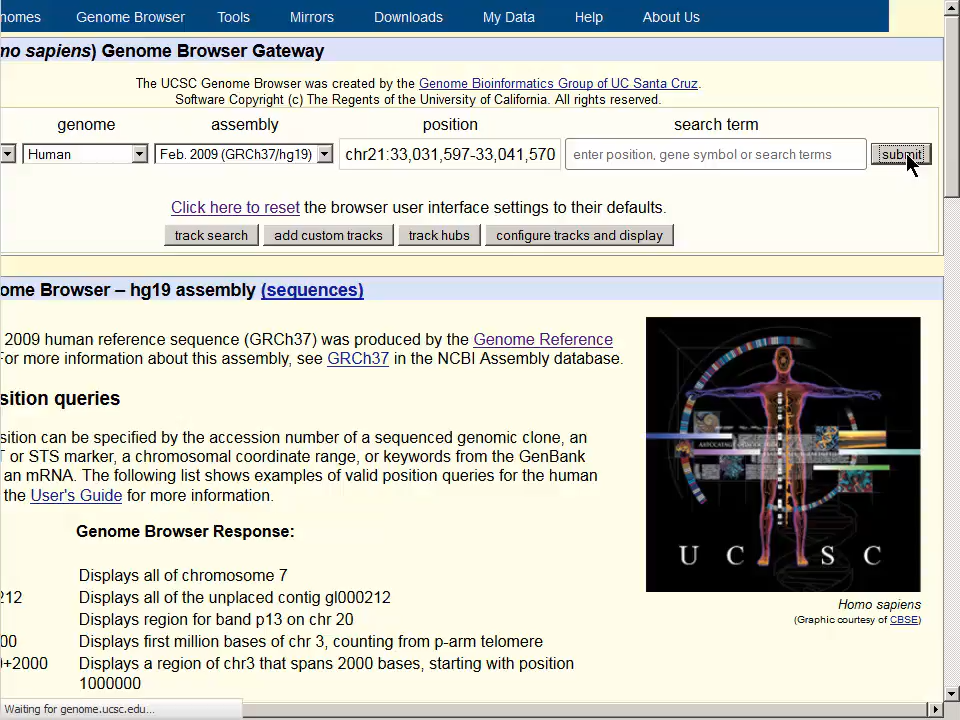 nomes Genome Browser Tools Mirrors Downloads My Data Help About Us
no sapiens) Genome Browser Gateway
The UCSC Genome Browser was created by the Genome Bioinformatics Group of UC Santa Cruz.
Software Copyright (c) The Regents of the University of California. All rights reserved.
genome assembly position search term
Human Feb. 2009 (GRCh37/hg19) chr21:33,031,597-33,041,570 enter position, gene symbol or search terms submit
Click here to reset the browser user interface settings to their defaults.
track search add custom tracks track hubs configure tracks and display
ome Browser – hg19 assembly (sequences)
2009 human reference sequence (GRCh37) was produced by the Genome Reference
For more information about this assembly, see GRCh37 in the NCBI Assembly database.
sition queries
sition can be specified by the accession number of a sequenced genomic clone, an
T or STS marker, a chromosomal coordinate range, or keywords from the GenBank
an mRNA. The following list shows examples of valid position queries for the human
the User's Guide for more information.
Genome Browser Response:
Displays all of chromosome 7
212 Displays all of the unplaced contig gl000212
Displays region for band p13 on chr 20
00 Displays first million bases of chr 3, counting from p-arm telomere
0+2000 Displays a region of chr3 that spans 2000 bases, starting with position
1000000
U C S C
Homo sapiens
(Graphic courtesy of CBSE)
Waiting for genome.ucsc.edu...